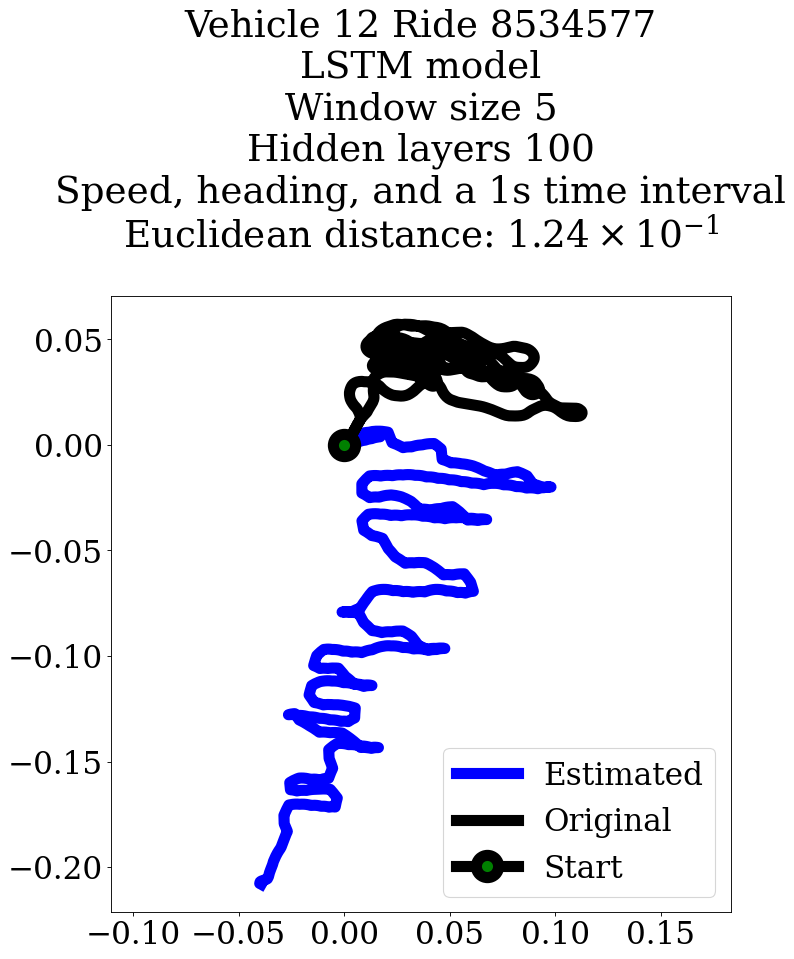 Vehicle 12 Ride 8534577
LSTM model
Window size 5
Hidden layers 100
Speed, heading, and a 1s time interval
Euclidean distance: 1.24 × 10⁻¹
0.05
0.00
−0.05
−0.10
−0.15
−0.20
Estimated
Original
Start
−0.10 −0.05 0.00 0.05 0.10 0.15